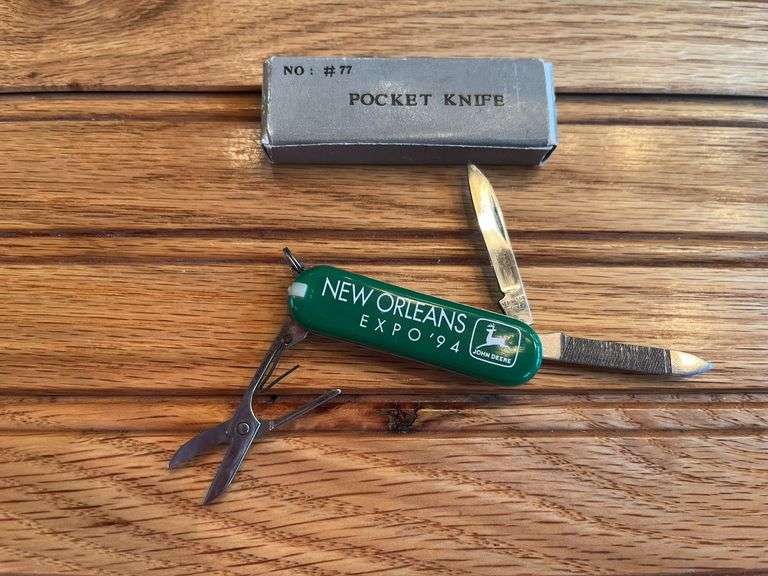 NO: #77
POCKET KNIFE
NEW ORLEANS
EXPO '94
JOHN DEERE